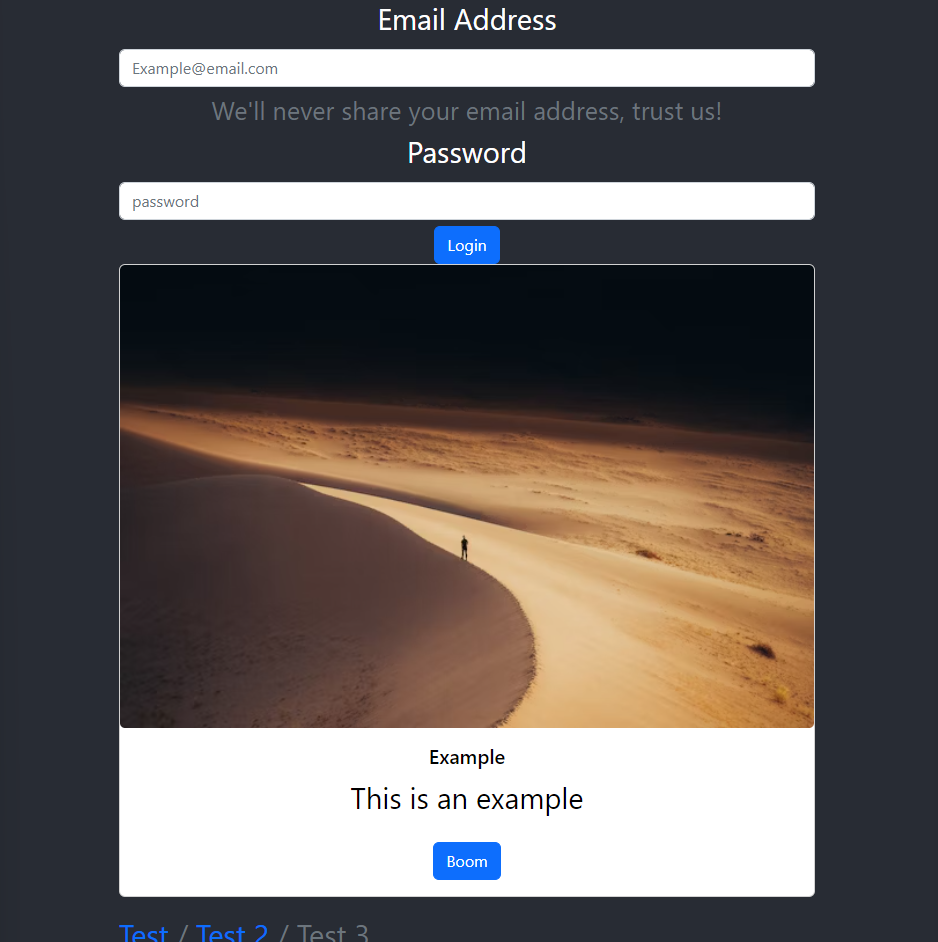 Email Address
Example@email.com
We'll never share your email address, trust us!
Password
password
Login
Example
This is an example
Boom
Test / Test 2 / Test 3